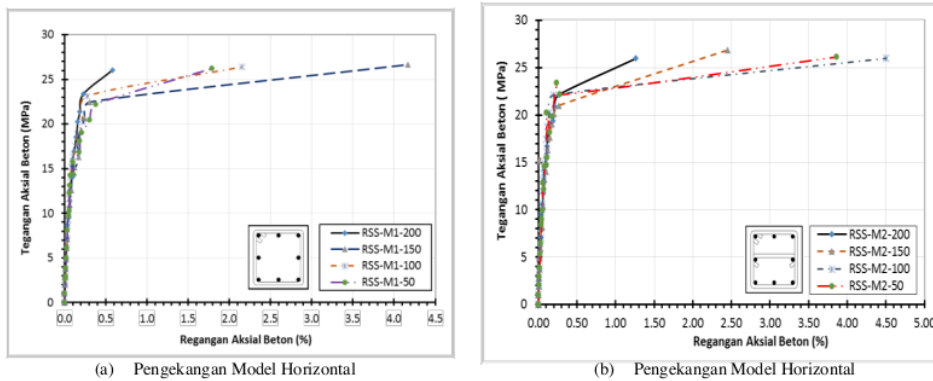 (a)
30
25
20
15
10
5
0
Tegangan Aksial Beton (MPa)
0.0 0.5 1.0 1.5 2.0 2.5 3.0 3.5 4.0 4.5
Regangan Aksial Beton (%)
RSS-M1-200
RSS-M1-150
RSS-M1-100
RSS-M1-50
(a) Pengekangan Model Horizontal
(b)
30
25
20
15
10
5
0
Tegangan Aksial Beton ( MPa)
0.00 0.50 1.00 1.50 2.00 2.50 3.00 3.50 4.00 4.50 5.00
Regangan Aksial Beton (%)
RSS-M2-200
RSS-M2-150
RSS-M2-100
RSS-M2-50
(b) Pengekangan Model Horizontal